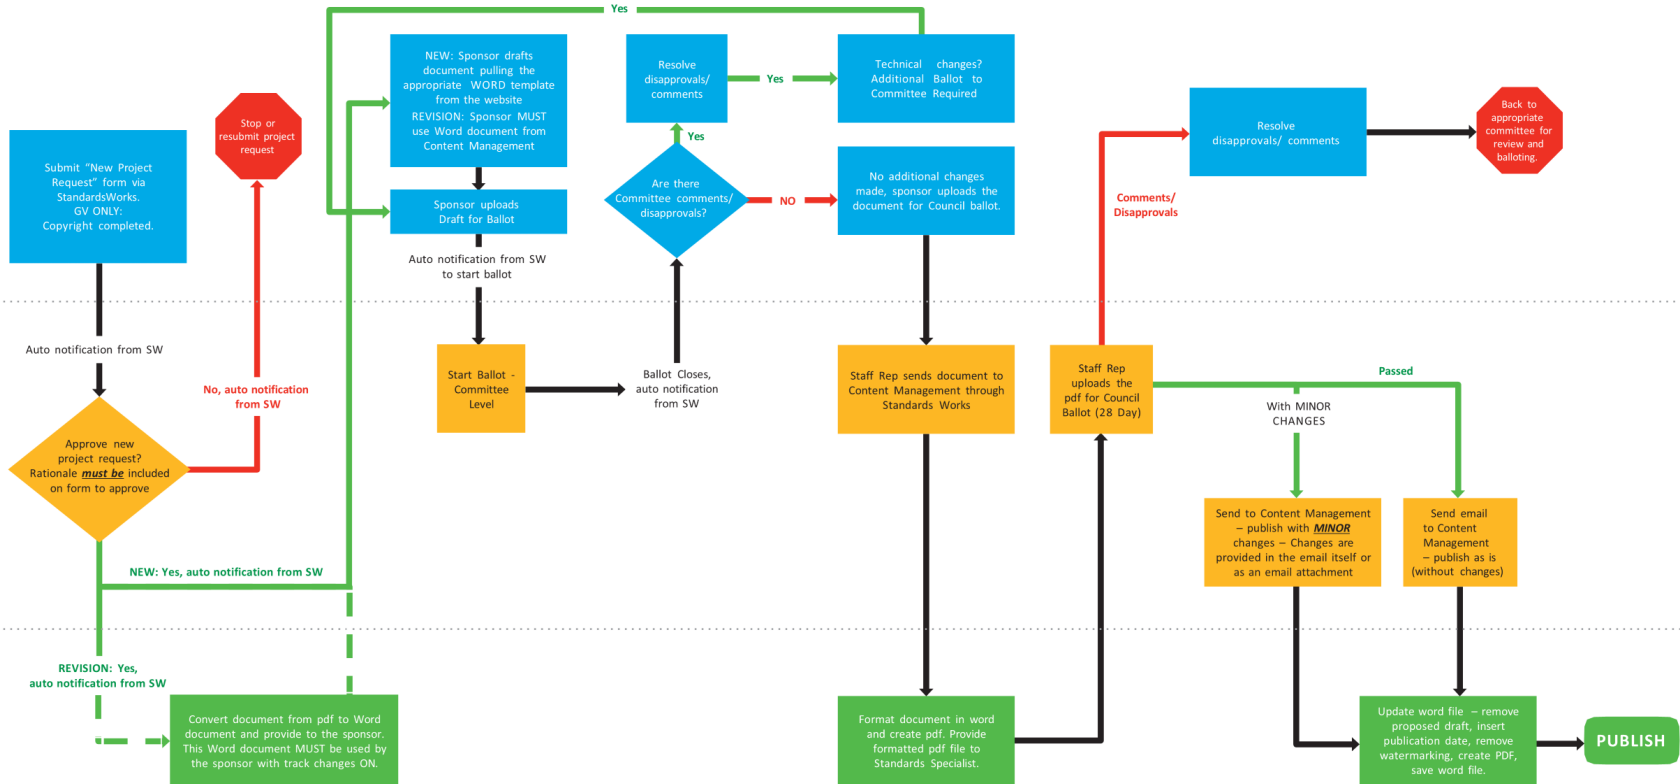 Yes
NEW: Sponsor drafts
document pulling the
appropriate WORD template
from the website
REVISION: Sponsor MUST
use Word document from
Content Management
Resolve
disapprovals/
comments
Yes
Technical changes?
Additional Ballot to
Committee Required
Stop or
resubmit project
request
Submit “New Project
Request” form via
StandardsWorks.
GV ONLY:
Copyright completed.
Sponsor uploads
Draft for Ballot
Yes
Are there
Committee comments/
disapprovals?
NO
No additional changes
made, sponsor uploads the
document for Council ballot.
Resolve
disapprovals/ comments
Back to
appropriate
committee for
review and
balloting.
Comments/
Disapprovals
Auto notification from SW
to start ballot
Auto notification from SW
No, auto notification
from SW
Start Ballot -
Committee
Level
Ballot Closes,
auto notification
from SW
Staff Rep sends document to
Content Management through
Standards Works
Staff Rep
uploads the
pdf for Council
Ballot (28 Day)
Passed
With MINOR
CHANGES
Approve new
project request?
Rationale must be included
on form to approve
Send to Content Management
– publish with MINOR
changes – Changes are
provided in the email itself or
as an email attachment
Send email
to Content
Management
– publish as is
(without changes)
NEW: Yes, auto notification from SW
REVISION: Yes,
auto notification from SW
Convert document from pdf to Word
document and provide to the sponsor.
This Word document MUST be used by
the sponsor with track changes ON.
Format document in word
and create pdf. Provide
formatted pdf file to
Standards Specialist.
Update word file – remove
proposed draft, insert
publication date, remove
watermarking, create PDF,
save word file.
PUBLISH